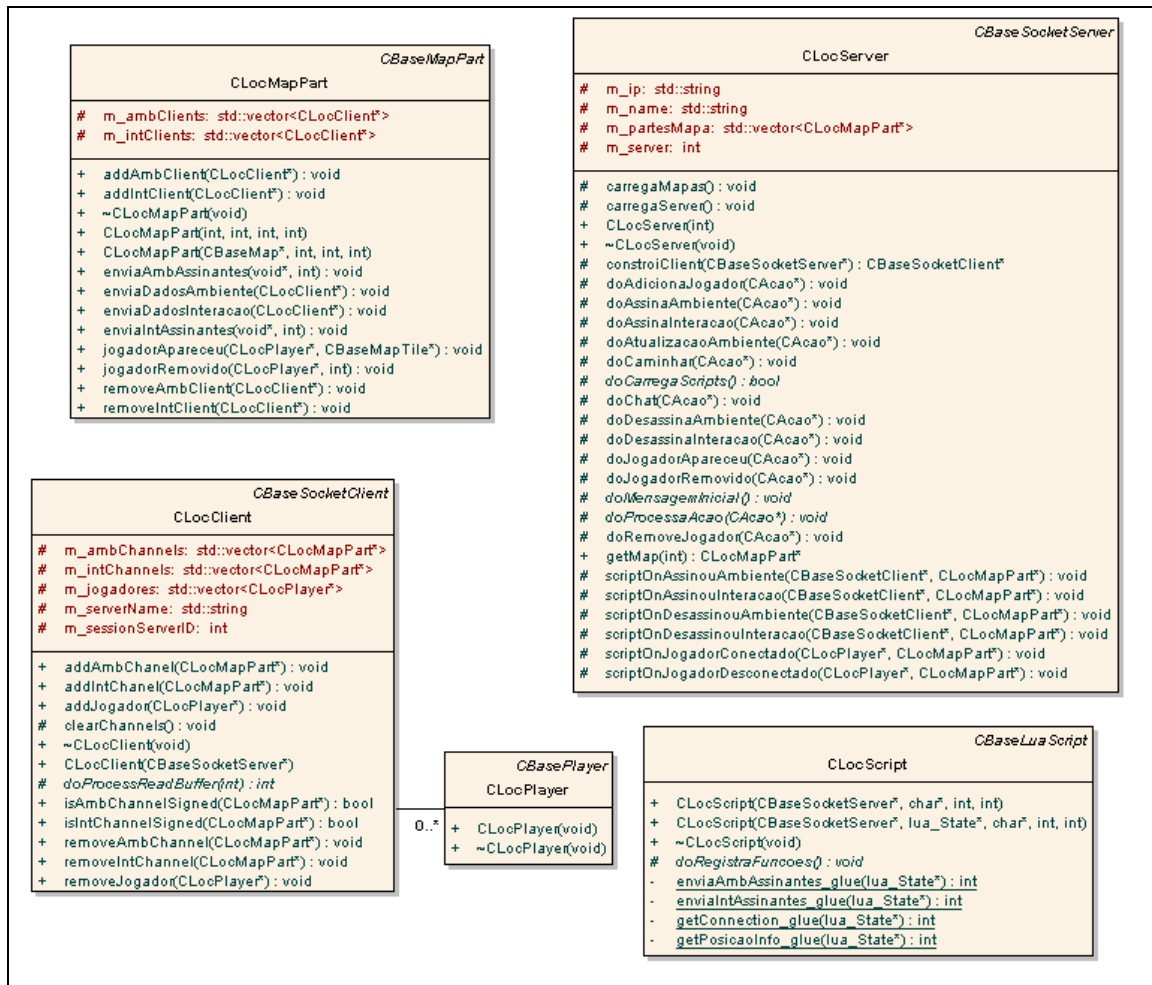 CBaseMapPart
CLocMapPart
# m_ambClients: std::vector<CLocClient*>
# m_intClients: std::vector<CLocClient*>
+ addAmbClient(CLocClient*) : void
+ addIntClient(CLocClient*) : void
+ ~CLocMapPart(void)
+ CLocMapPart(int, int, int, int)
+ CLocMapPart(CBaseMap*, int, int, int)
+ enviaAmbAssinantes(void*, int) : void
+ enviaDadosAmbiente(CLocClient*) : void
+ enviaDadosInteracao(CLocClient*) : void
+ enviaIntAssinantes(void*, int) : void
+ jogadorApareceu(CLocPlayer*, CBaseMapTile*) : void
+ jogadorRemovido(CLocPlayer*, int) : void
+ removeAmbClient(CLocClient*) : void
+ removeIntClient(CLocClient*) : void
CBaseSocketServer
CLocServer
# m_ip: std::string
# m_name: std::string
# m_partesMapa: std::vector<CLocMapPart*>
# m_server: int
# carregaMapas() : void
# carregaServer() : void
+ CLocServer(int)
+ ~CLocServer(void)
# constroiClient(CBaseSocketServer*) : CBaseSocketClient*
# doAdicionaJogador(CAcao*) : void
# doAssinaAmbiente(CAcao*) : void
# doAssinaInteracao(CAcao*) : void
# doAtualizacaoAmbiente(CAcao*) : void
# doCaminhar(CAcao*) : void
# doCarregaScripts() : bool
# doChat(CAcao*) : void
# doDesassinaAmbiente(CAcao*) : void
# doDesassinaInteracao(CAcao*) : void
# doJogadorApareceu(CAcao*) : void
# doJogadorRemovido(CAcao*) : void
# doMensagemInicial() : void
# doProcessaAcao(CAcao*) : void
# doRemoveJogador(CAcao*) : void
+ getMap(int) : CLocMapPart*
# scriptOnAssinouAmbiente(CBaseSocketClient*, CLocMapPart*) : void
# scriptOnAssinouInteracao(CBaseSocketClient*, CLocMapPart*) : void
# scriptOnDesassinouAmbiente(CBaseSocketClient*, CLocMapPart*) : void
# scriptOnDesassinouInteracao(CBaseSocketClient*, CLocMapPart*) : void
# scriptOnJogadorConectado(CLocPlayer*, CLocMapPart*) : void
# scriptOnJogadorDesconectado(CLocPlayer*, CLocMapPart*) : void
CBaseSocketClient
CLocClient
# m_ambChannels: std::vector<CLocMapPart*>
# m_intChannels: std::vector<CLocMapPart*>
# m_jogadores: std::vector<CLocPlayer*>
# m_serverName: std::string
# m_sessionServerID: int
+ addAmbChanel(CLocMapPart*) : void
+ addIntChanel(CLocMapPart*) : void
+ addJogador(CLocPlayer*) : void
# clearChannels() : void
+ ~CLocClient(void)
+ CLocClient(CBaseSocketServer*)
# doProcessReadBuffer(int) : int
+ isAmbChannelSigned(CLocMapPart*) : bool
+ isIntChannelSigned(CLocMapPart*) : bool
+ removeAmbChannel(CLocMapPart*) : void
+ removeIntChannel(CLocMapPart*) : void
+ removeJogador(CLocPlayer*) : void
0..*
CBasePlayer
CLocPlayer
+ CLocPlayer(void)
+ ~CLocPlayer(void)
CBaseLuaScript
CLocScript
+ CLocScript(CBaseSocketServer*, char*, int, int)
+ CLocScript(CBaseSocketServer*, lua_State*, char*, int, int)
+ ~CLocScript(void)
# doRegistraFuncoes() : void
- enviaAmbAssinantes_glue(lua_State*) : int
- enviaIntAssinantes_glue(lua_State*) : int
- getConnection_glue(lua_State*) : int
- getPosicaoInfo_glue(lua_State*) : int